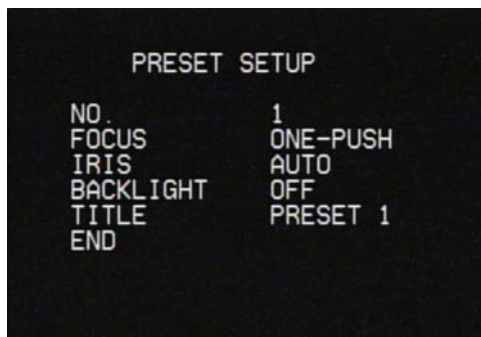 PRESET SETUP
NO. 1
FOCUS ONE-PUSH
IRIS AUTO
BACKLIGHT OFF
TITLE PRESET 1
END